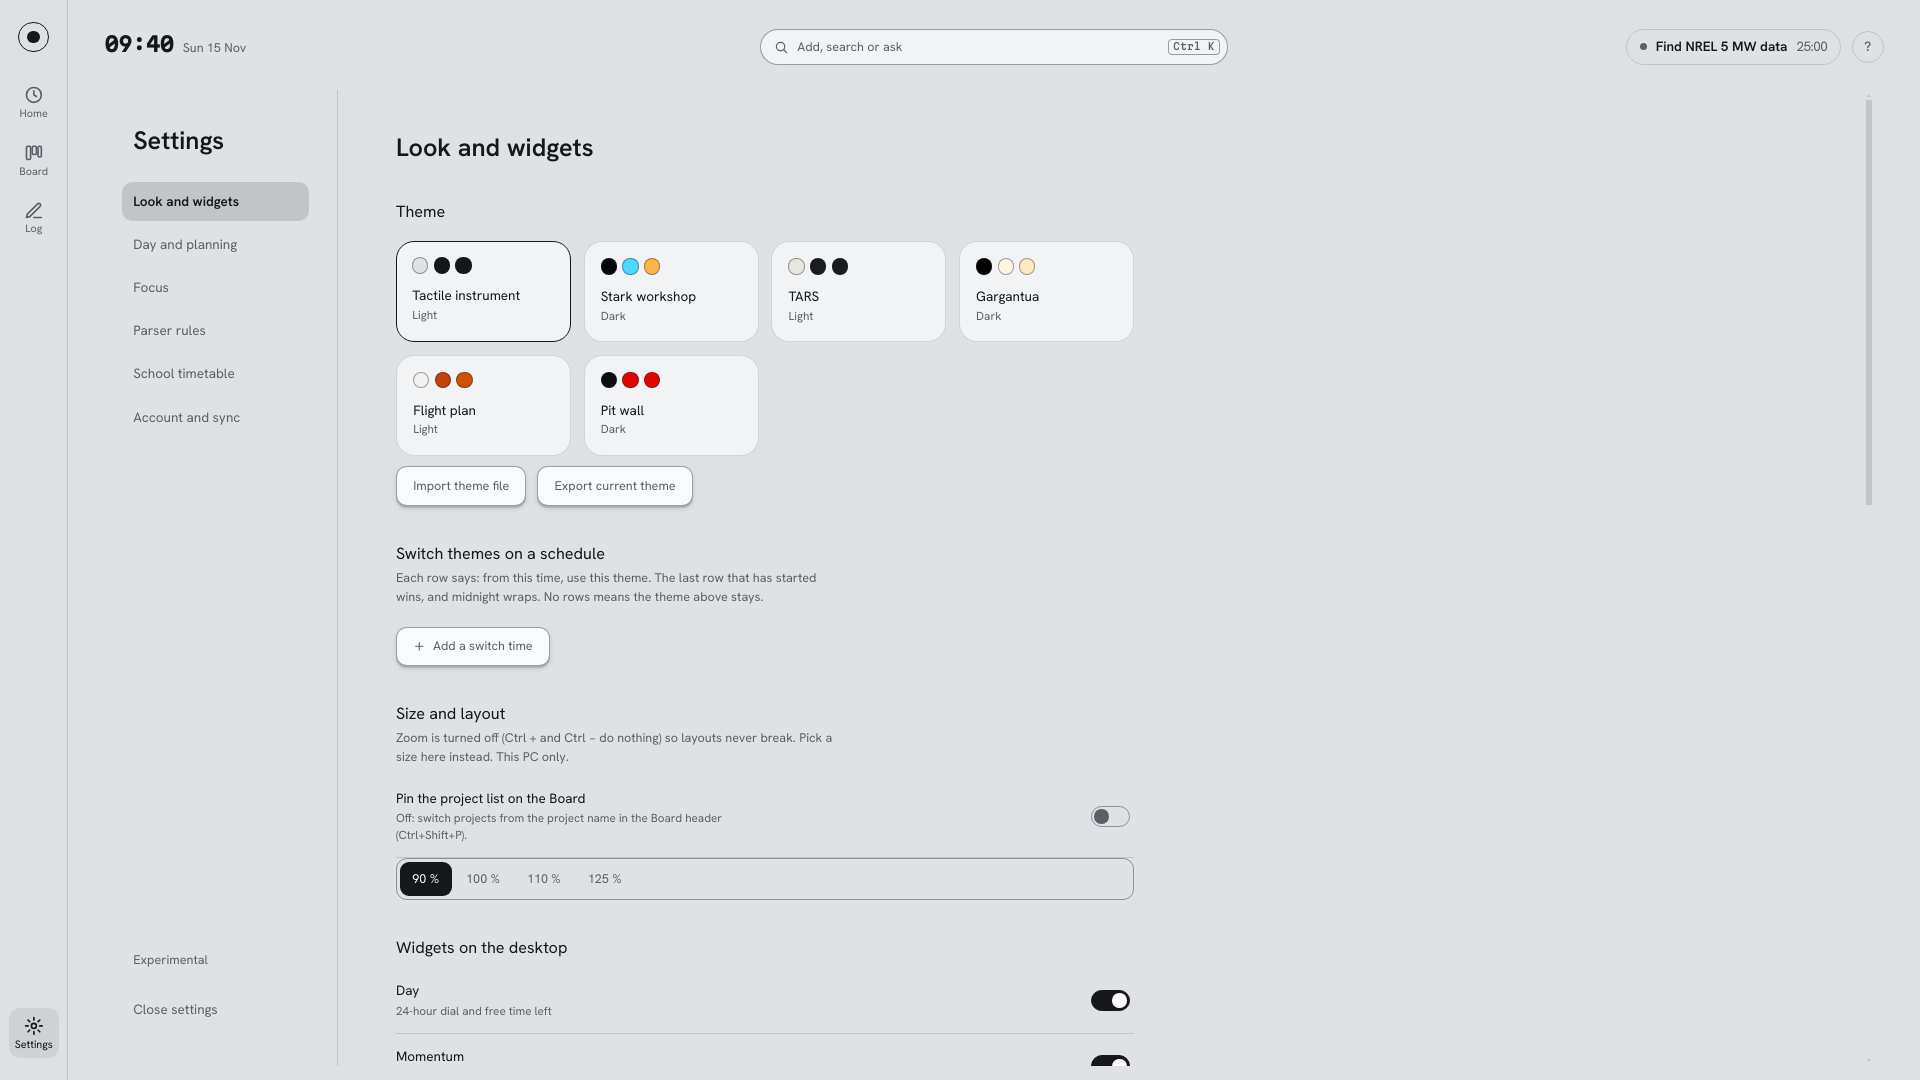 09:40 Sun 15 Nov
Add, search or ask
Ctrl K
Find NREL 5 MW data 25:00
?
Home
Board
Log
Settings
Settings
Look and widgets
Day and planning
Focus
Parser rules
School timetable
Account and sync
Experimental
Close settings
Look and widgets
Theme
Tactile instrument
Light
Stark workshop
Dark
TARS
Light
Gargantua
Dark
Flight plan
Light
Pit wall
Dark
Import theme file
Export current theme
Switch themes on a schedule
Each row says: from this time, use this theme. The last row that has started
wins, and midnight wraps. No rows means the theme above stays.
+ Add a switch time
Size and layout
Zoom is turned off (Ctrl + and Ctrl − do nothing) so layouts never break. Pick a
size here instead. This PC only.
Pin the project list on the Board
Off: switch projects from the project name in the Board header
(Ctrl+Shift+P).
90 % 100 % 110 % 125 %
Widgets on the desktop
Day
24-hour dial and free time left
Momentum